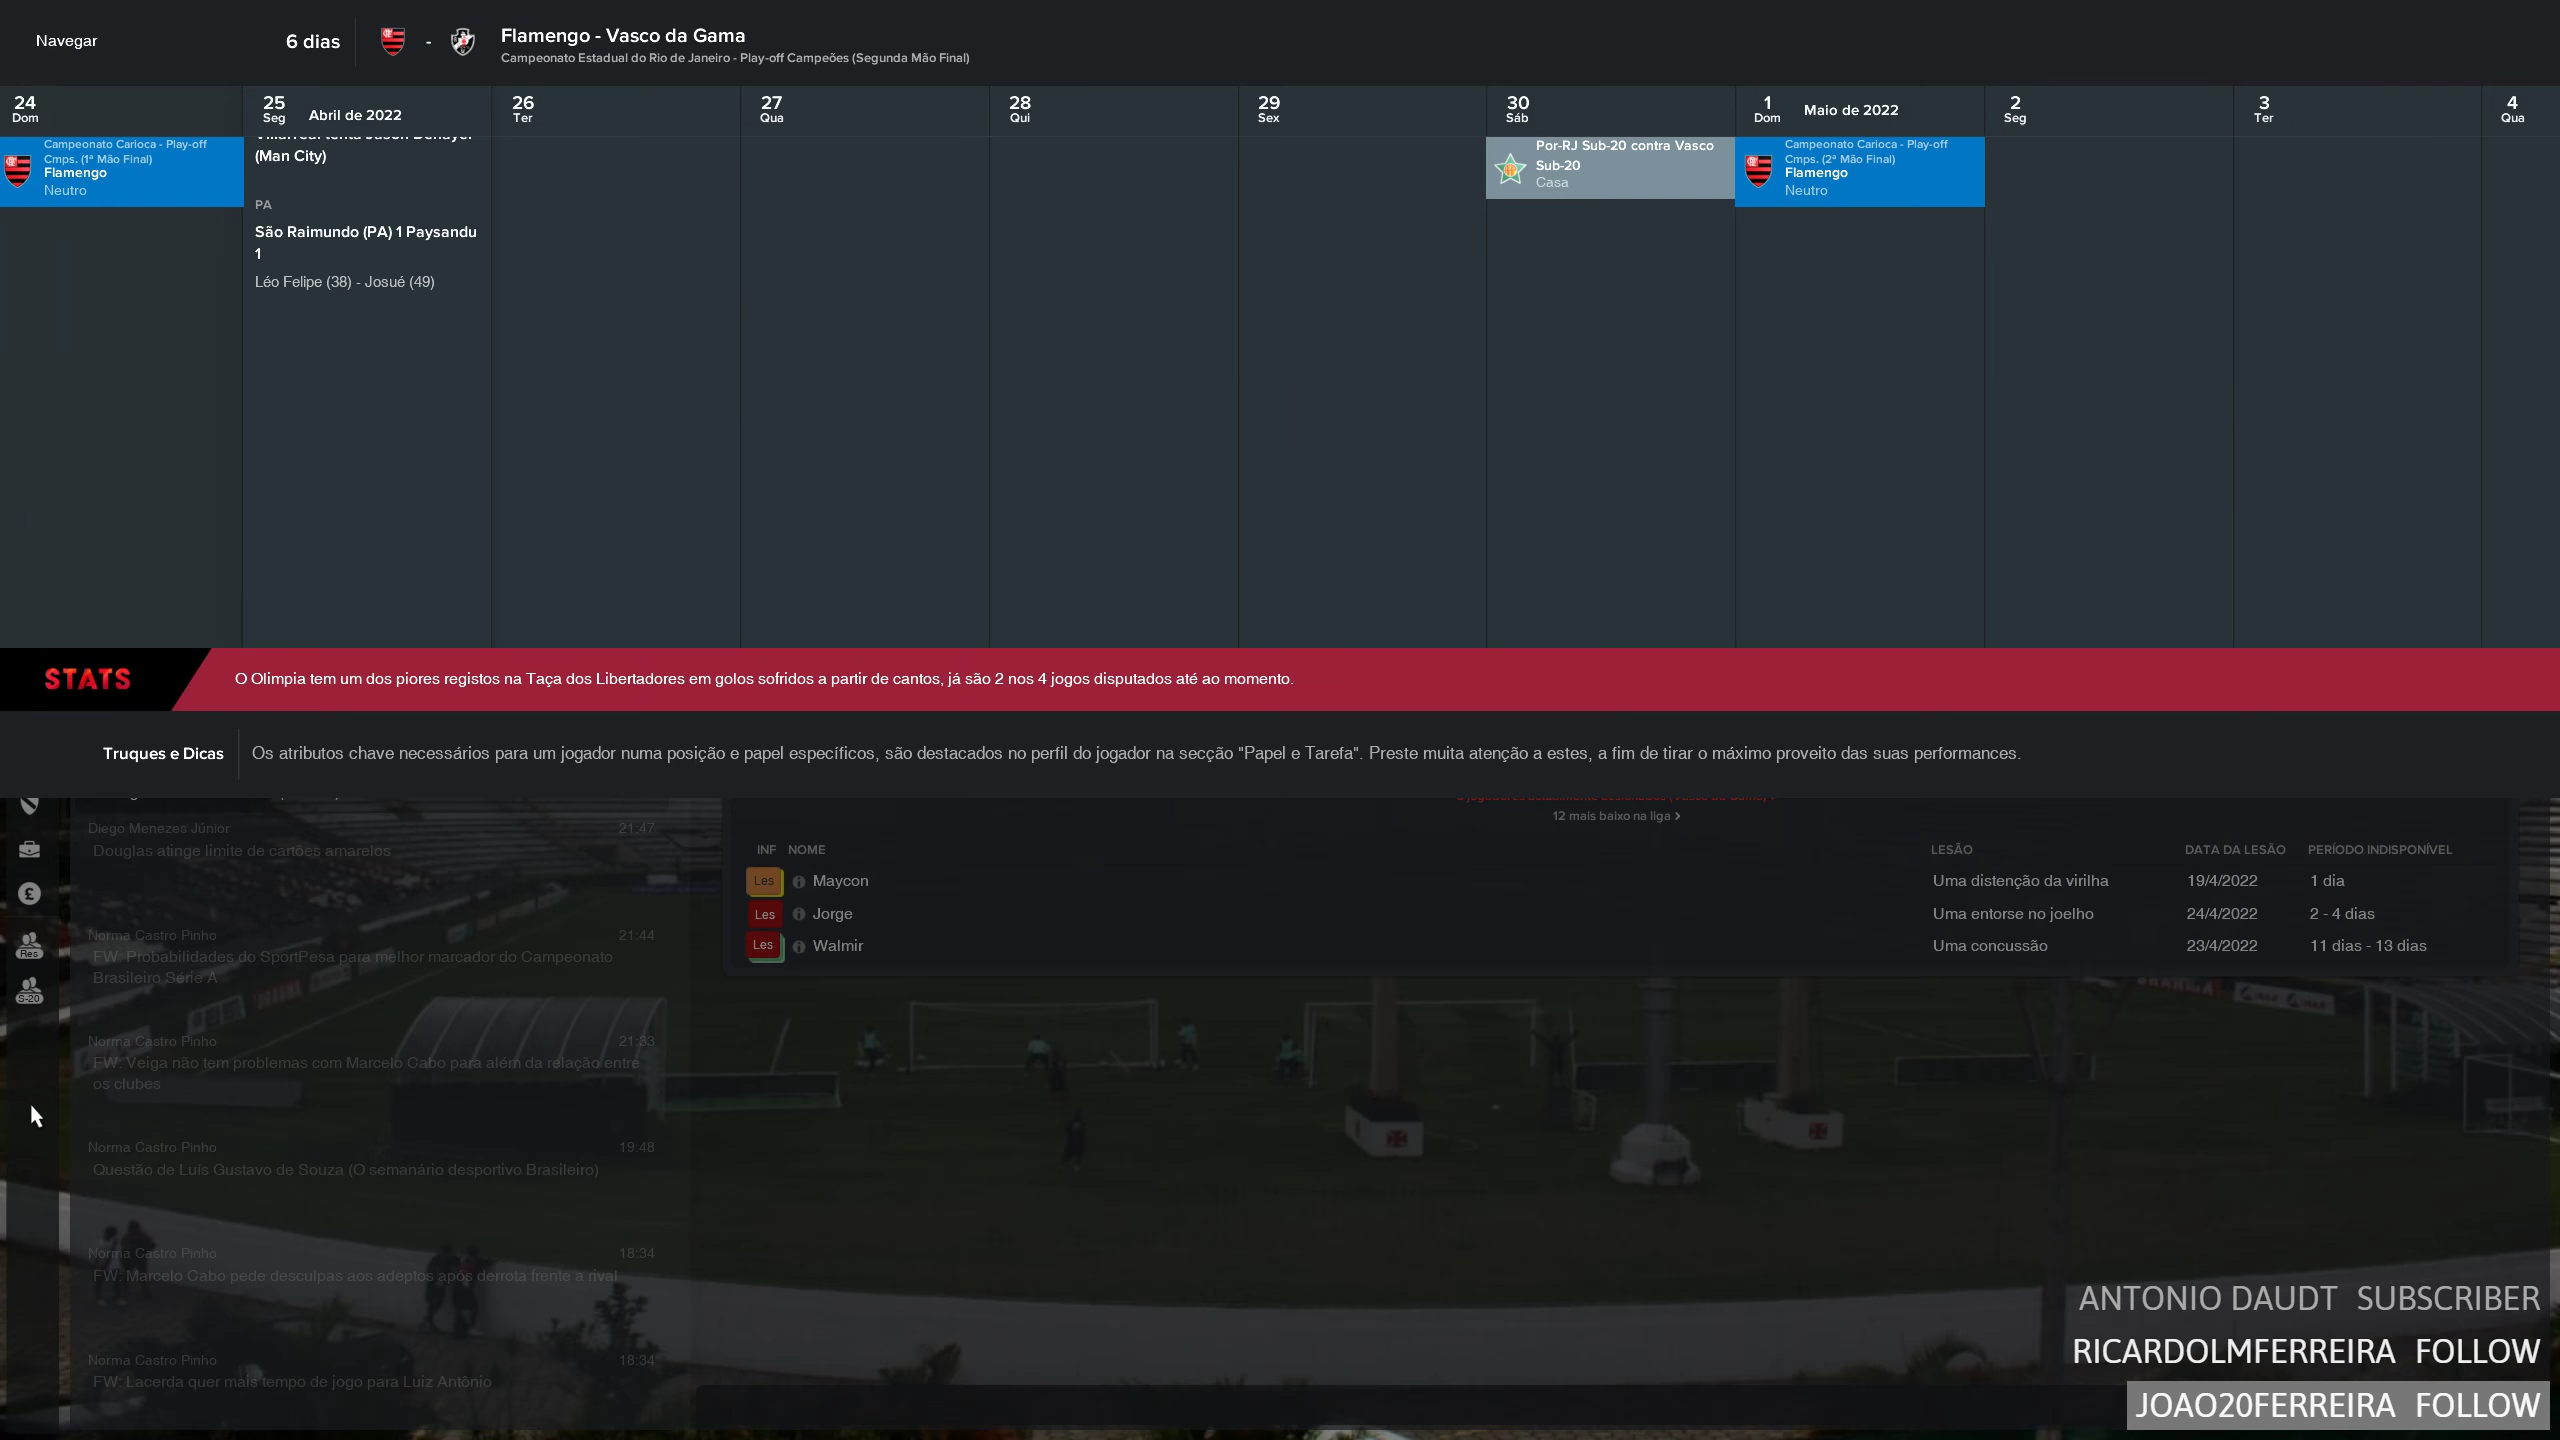 Navegar
6 dias
-
Flamengo - Vasco da Gama
Campeonato Estadual do Rio de Janeiro - Play-off Campeões (Segunda Mão Final)
24
Dom
25
Seg
Abril de 2022
26
Ter
27
Qua
28
Qui
29
Sex
30
Sáb
1
Dom
Maio de 2022
2
Seg
3
Ter
4
Qua
Campeonato Carioca - Play-off
Cmps. (1ª Mão Final)
Flamengo
Neutro
Villarreal tenta Jason Denayer
(Man City)
PA
São Raimundo (PA) 1 Paysandu
1
Léo Felipe (38) - Josué (49)
Por-RJ Sub-20 contra Vasco
Sub-20
Casa
Campeonato Carioca - Play-off
Cmps. (2ª Mão Final)
Flamengo
Neutro
STATS
O Olimpia tem um dos piores registos na Taça dos Libertadores em golos sofridos a partir de cantos, já são 2 nos 4 jogos disputados até ao momento.
Truques e Dicas
Os atributos chave necessários para um jogador numa posição e papel específicos, são destacados no perfil do jogador na secção "Papel e Tarefa". Preste muita atenção a estes, a fim de tirar o máximo proveito das suas performances.
Diego Menezes Júnior 21:47
Douglas atinge limite de cartões amarelos
Norma Castro Pinho 21:44
FW: Probabilidades do SportPesa para melhor marcador do Campeonato
Brasileiro Série A
Norma Castro Pinho 21:33
FW: Veiga não tem problemas com Marcelo Cabo para além da relação entre
os clubes
Norma Castro Pinho 19:48
Questão de Luís Gustavo de Souza (O semanário desportivo Brasileiro)
Norma Castro Pinho 18:34
FW: Marcelo Cabo pede desculpas aos adeptos após derrota frente a rival
Norma Castro Pinho 18:34
FW: Lacerda quer mais tempo de jogo para Luiz Antônio
Res
S-20
12 mais baixo na liga >
INF NOME LESÃO DATA DA LESÃO PERÍODO INDISPONÍVEL
Les Maycon Uma distenção da virilha 19/4/2022 1 dia
Les Jorge Uma entorse no joelho 24/4/2022 2 - 4 dias
Les Walmir Uma concussão 23/4/2022 11 dias - 13 dias
ANTONIO DAUDT SUBSCRIBER
RICARDOLMFERREIRA FOLLOW
JOAO20FERREIRA FOLLOW